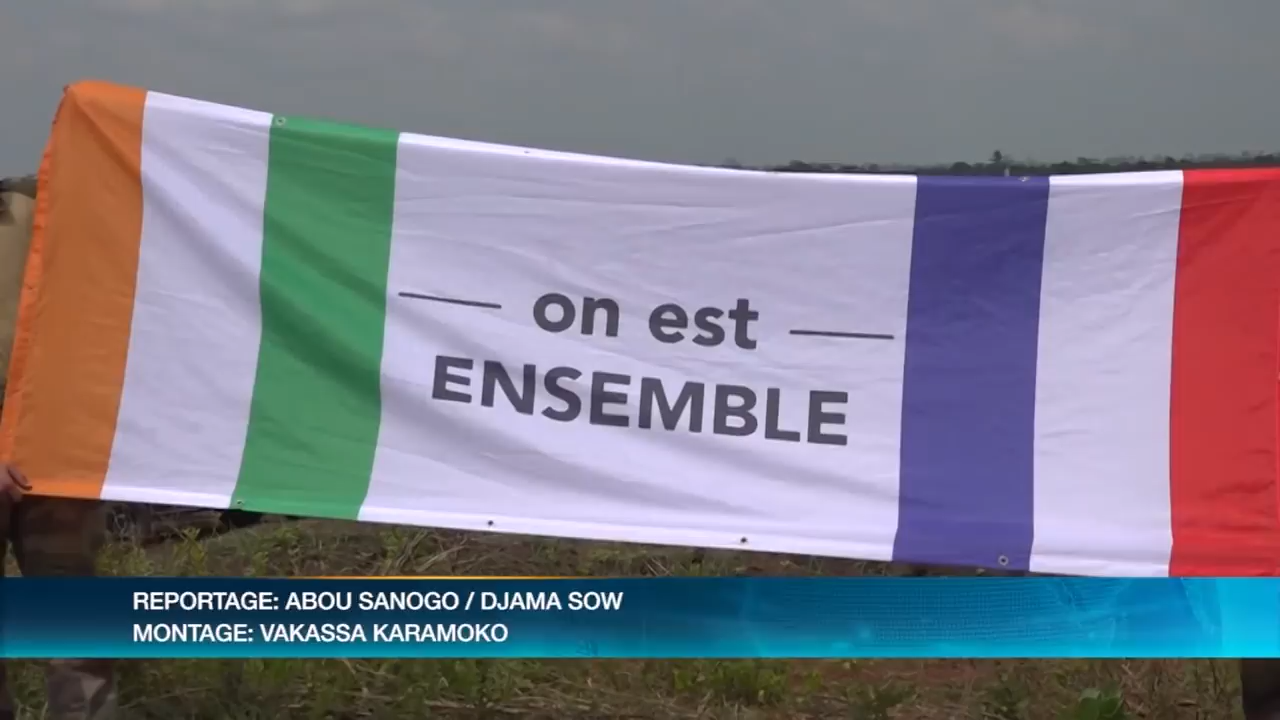 on est
ENSEMBLE
REPORTAGE: ABOU SANOGO / DJAMA SOW
MONTAGE: VAKASSA KARAMOKO